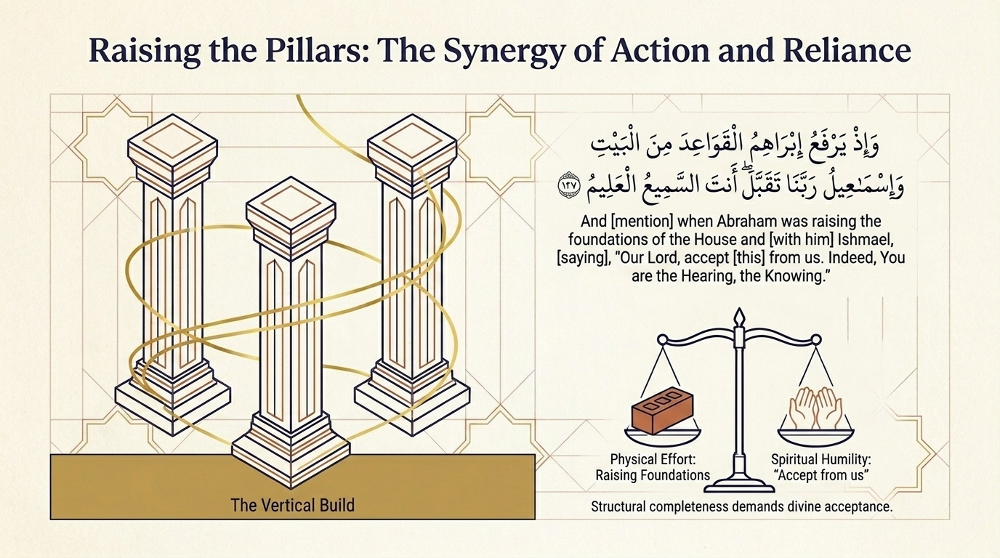 Raising the Pillars: The Synergy of Action and Reliance
وَإِذْ يَرْفَعُ إِبْرَاهِمُ الْقَوَاعِدَ مِنَ الْبَيْتِ
وَإِسْمَـٰعِيلُ رَبَّنَا تَقَبَّلَ ۖ أَنتَ السَّمِيعُ الْعَلِيمُ ١٢٧
And [mention] when Abraham was raising the
foundations of the House and [with him] Ishmael,
[saying], “Our Lord, accept [this] from us. Indeed, You
are the Hearing, the Knowing.”
Physical Effort:
Raising Foundations
Spiritual Humility:
“Accept from us”
Structural completeness demands divine acceptance.
The Vertical Build